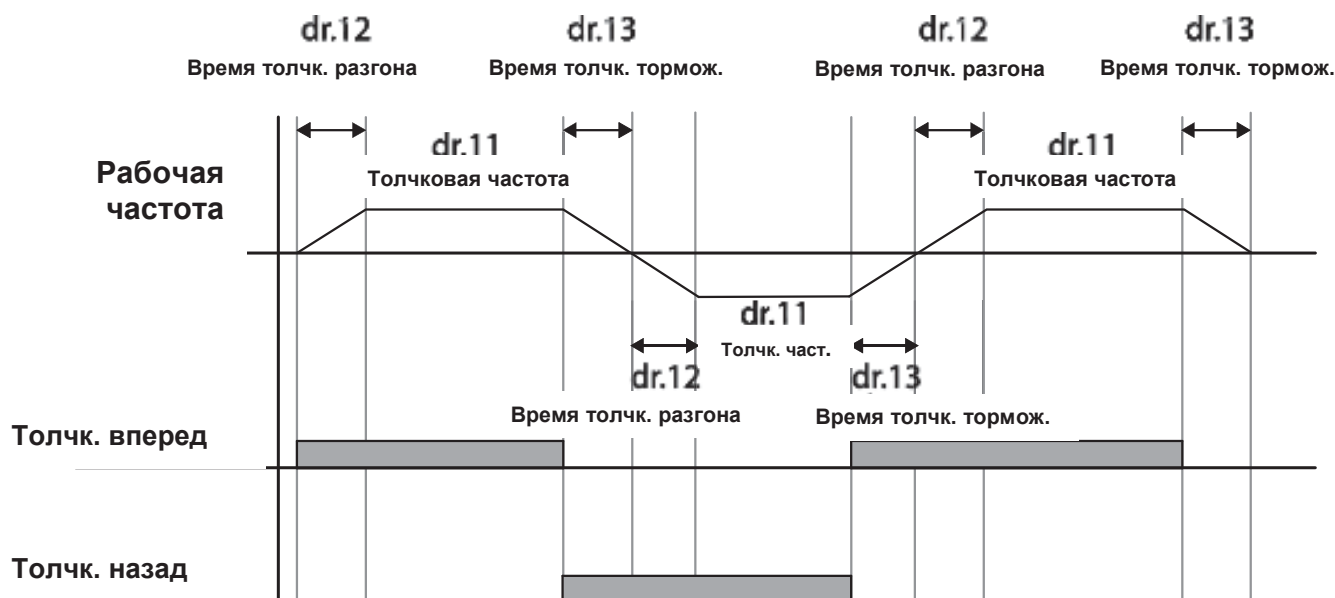 dr.12 dr.13 dr.12 dr.13
Время толчк. разгона Время толчк. тормож. Время толчк. разгона Время толчк. тормож.
dr.11 dr.11
Рабочая
частота
Толчковая частота Толчковая частота
dr.11
Толчк. част.
dr.12 dr.13
Время толчк. разгона Время толчк. тормож.
Толчк. вперед
Толчк. назад